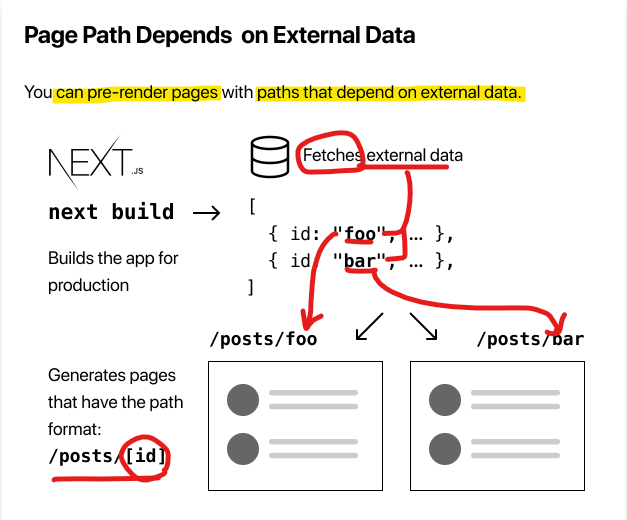 Page Path Depends on External Data
You can pre-render pages with paths that depend on external data.
NEXT.JS
Fetches external data
next build
[
{ id: "foo", ... },
{ id: "bar", ... },
]
Builds the app for
production
/posts/foo
/posts/bar
Generates pages
that have the path
format:
/posts/[id]